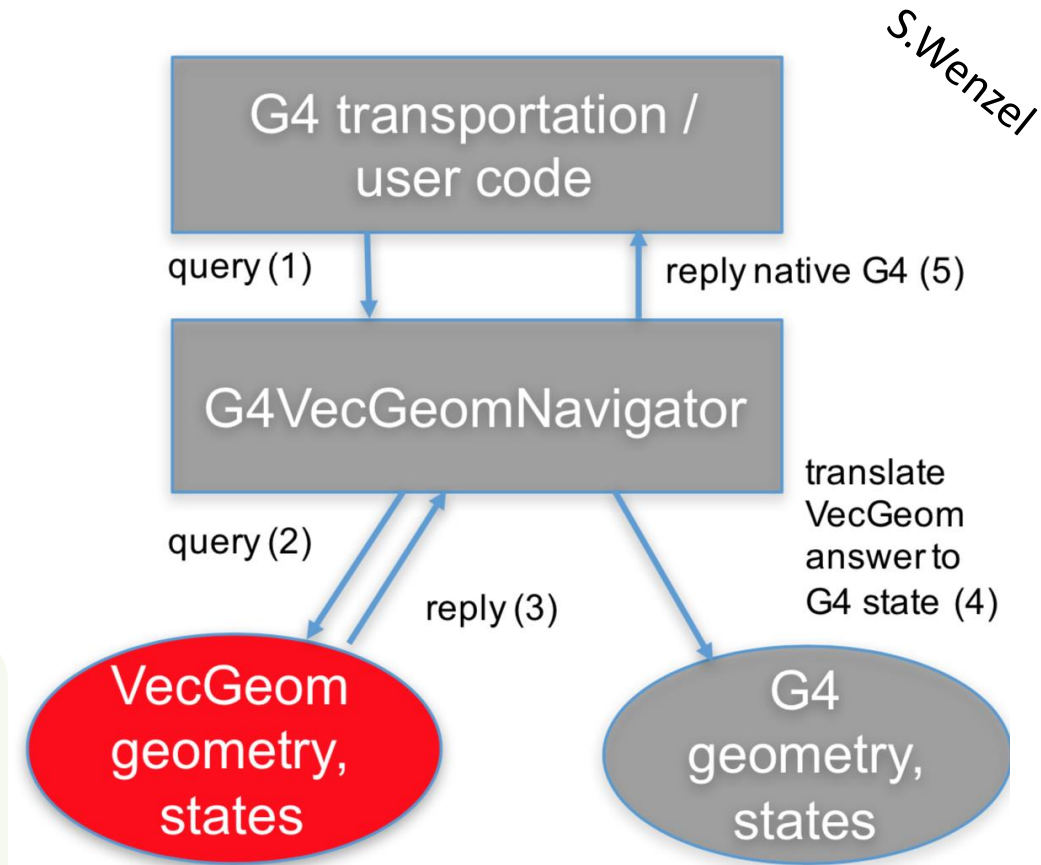 S.Wenzel
G4 transportation /
user code
query (1)
reply native G4 (5)
G4VecGeomNavigator
translate
VecGeom
answer to
G4 state (4)
query (2)
reply (3)
VecGeom
geometry,
states
G4
geometry,
states